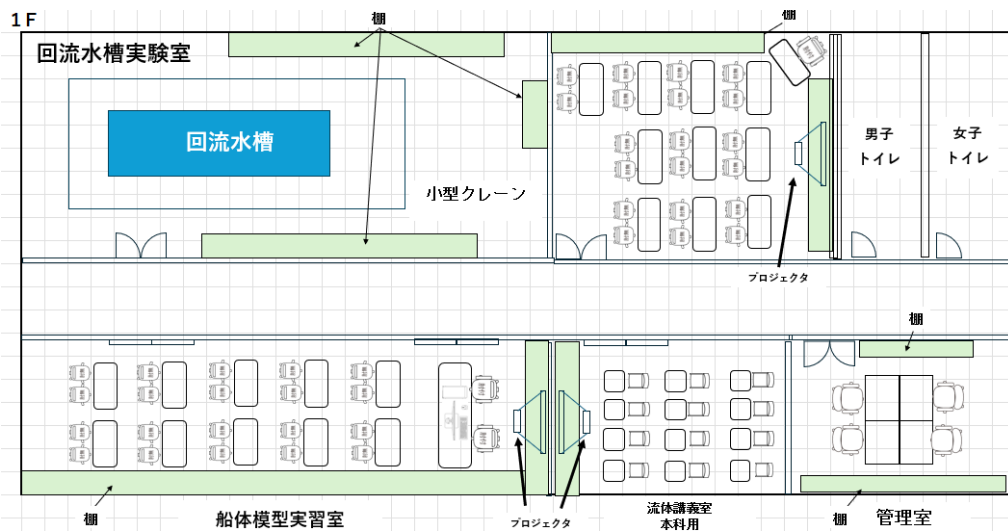 １F
回流水槽実験室
棚
棚
回流水槽
小型クレーン
男子
トイレ
女子
トイレ
プロジェクタ
棚
棚
船体模型実習室
プロジェクタ
流体講義室
本科用
棚
管理室